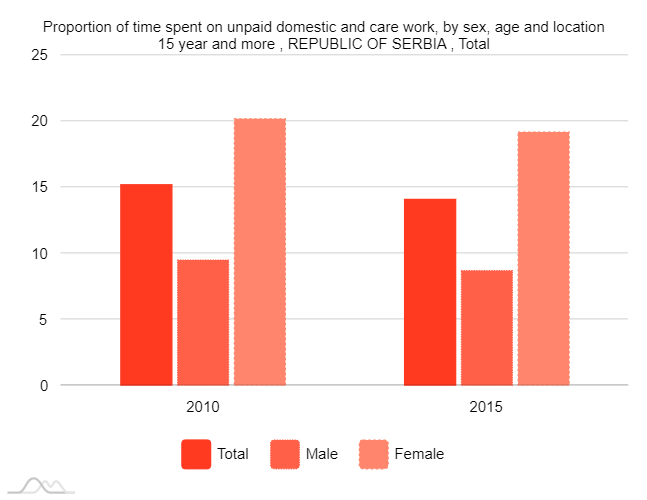 Proportion of time spent on unpaid domestic and care work, by sex, age and location
15 year and more , REPUBLIC OF SERBIA , Total
25
20
15
10
5
0
2010 2015
Total Male Female